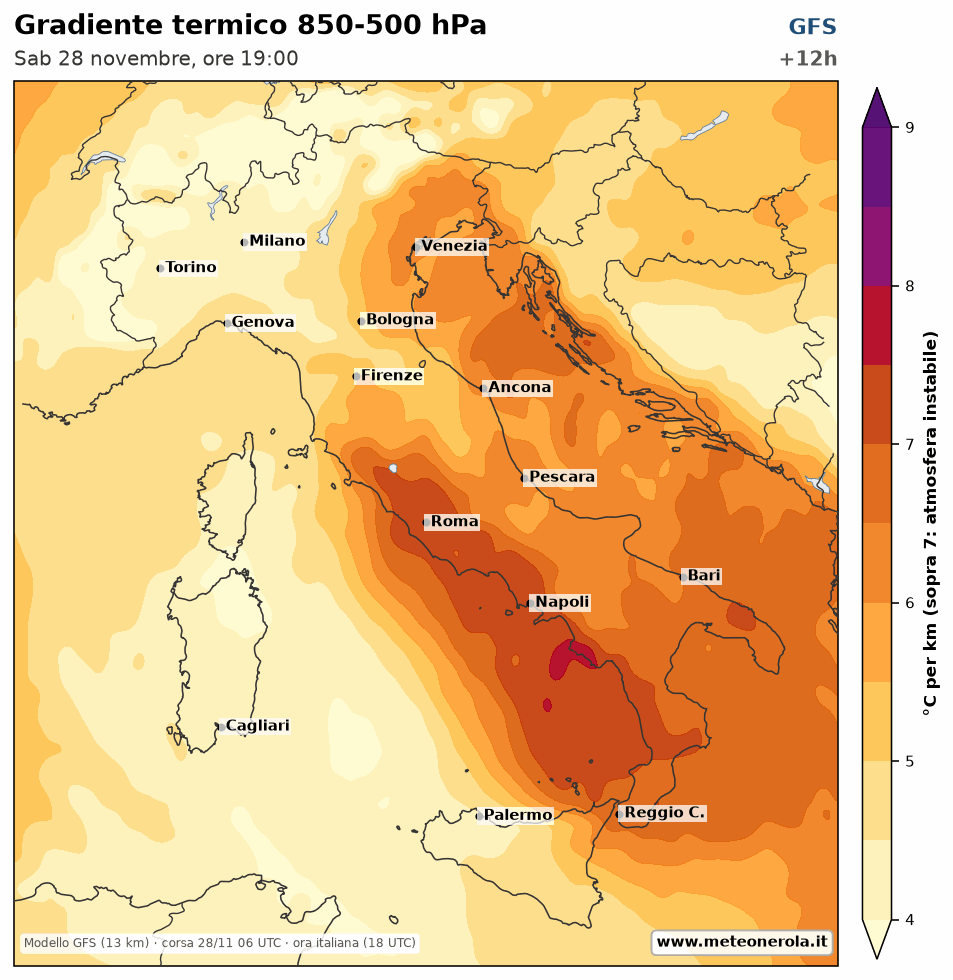 Gradiente termico 850-500 hPa
GFS
Sab 28 novembre, ore 19:00
+12h
Milano
Venezia
Torino
Genova
Bologna
Firenze
Ancona
Pescara
Roma
Bari
Napoli
Cagliari
Palermo
Reggio C.
9
8
7
6
5
4
°C per km (sopra 7: atmosfera instabile)
Modello GFS (13 km) · corsa 28/11 06 UTC · ora italiana (18 UTC)
www.meteonerola.it